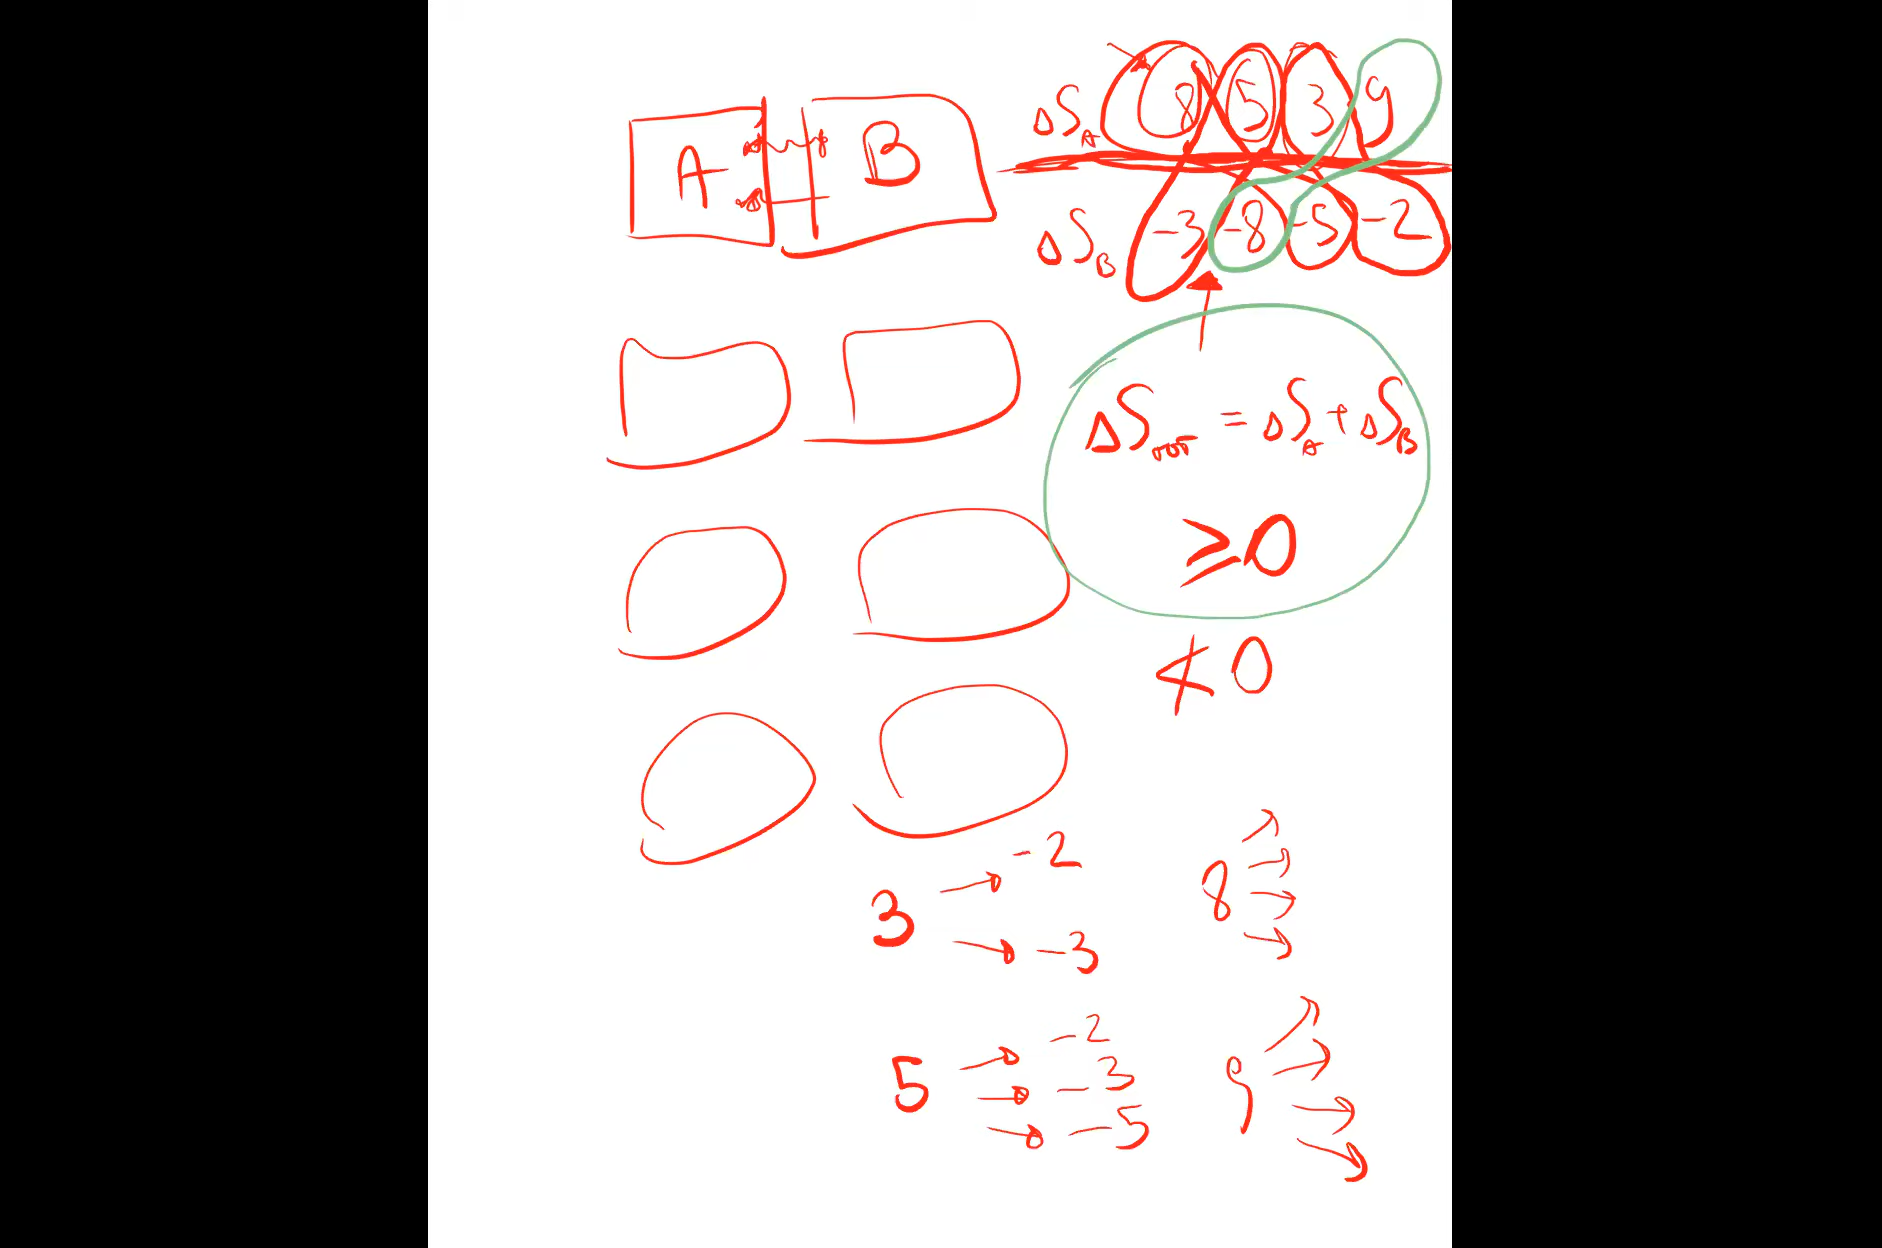 A B
ΔS_A 8 5 3 9
ΔS_B -3 -8 -5 -2
ΔS_TOT = ΔS_A + ΔS_B
≥0
≮0
3 → -2
→ -3
8 → → → →
5 → -2
→ -3
→ -5
9 → → → →